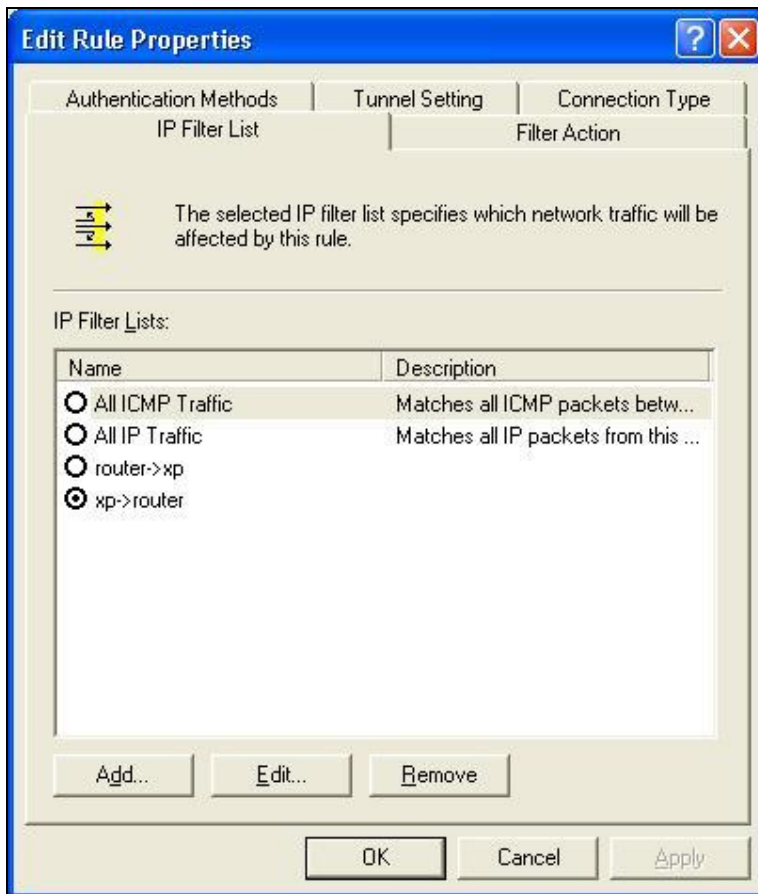 Edit Rule Properties
Authentication Methods Tunnel Setting Connection Type
IP Filter List Filter Action
The selected IP filter list specifies which network traffic will be
affected by this rule.
IP Filter Lists:
Name Description
All ICMP Traffic Matches all ICMP packets betw...
All IP Traffic Matches all IP packets from this ...
router->xp
xp->router
Add... Edit... Remove
OK Cancel Apply